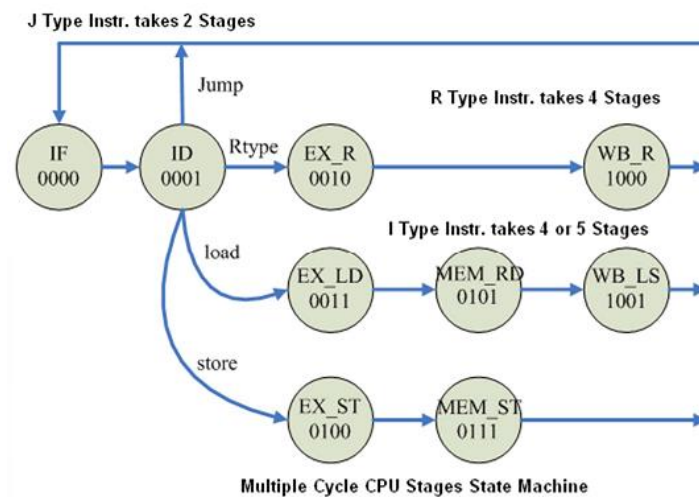 J Type Instr. takes 2 Stages
Jump
R Type Instr. takes 4 Stages
IF
0000
ID
0001
Rtype
EX_R
0010
WB_R
1000
I Type Instr. takes 4 or 5 Stages
load
EX_LD
0011
MEM_RD
0101
WB_LS
1001
store
EX_ST
0100
MEM_ST
0111
Multiple Cycle CPU Stages State Machine